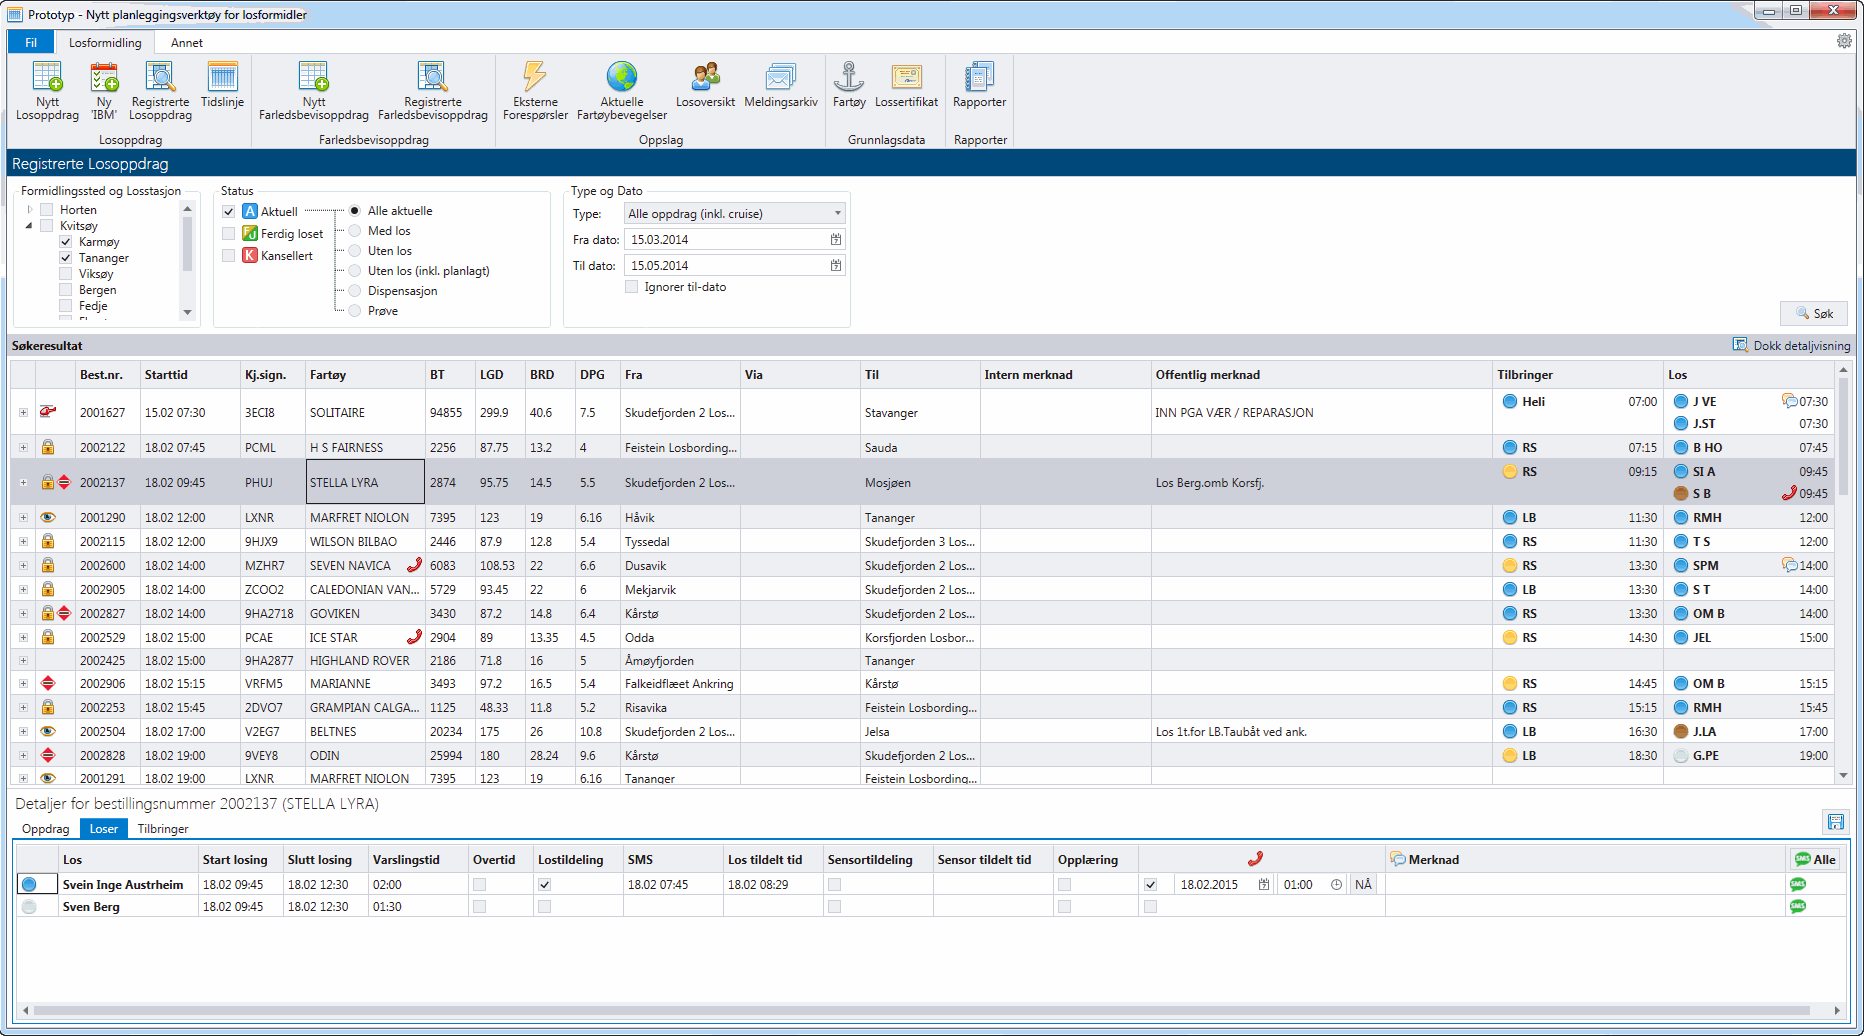 Prototyp - Nytt planleggingsverktøy for losformidler
Fil Losformidling Annet
Nytt Losoppdrag
Ny 'IBM'
Registrerte Losoppdrag
Tidslinje
Nytt Farledsbevisoppdrag
Registrerte Farledsbevisoppdrag
Eksterne Forespørsler
Aktuelle Fartøybevegelser
Losoversikt
Meldingsarkiv
Fartøy
Lossertifikat
Rapporter
Losoppdrag Farledsbevisoppdrag Oppslag Grunnlagsdata Rapporter
Registrerte Losoppdrag
Formidlingssted og Losstasjon
Horten
Kvitsøy
Karmøy
Tananger
Viksøy
Bergen
Fedje
Status
A Aktuell
Ferdig loset
K Kansellert
Alle aktuelle
Med los
Uten los
Uten los (inkl. planlagt)
Dispensasjon
Prøve
Type og Dato
Type: Alle oppdrag (inkl. cruise)
Fra dato: 15.03.2014
Til dato: 15.05.2014
Ignorer til-dato
Søk
Søkeresultat Dokk detaljvisning
Best.nr. Starttid Kj.sign. Fartøy BT LGD BRD DPG Fra Via Til Intern merknad Offentlig merknad Tilbringer Los
2001627 15.02 07:30 3ECI8 SOLITAIRE 94855 299.9 40.6 7.5 Skudefjorden 2 Los... Stavanger INN PGA VÆR / REPARASJON Heli 07:00 J VE 07:30
J.ST 07:30
2002122 18.02 07:45 PCML H S FAIRNESS 2256 87.75 13.2 4 Feistein Losbording... Sauda RS 07:15 B HO 07:45
2002137 18.02 09:45 PHUJ STELLA LYRA 2874 95.75 14.5 5.5 Skudefjorden 2 Los... Mosjøen Los Berg.omb Korsfj. RS 09:15 SI A 09:45
S B 09:45
2001290 18.02 12:00 LXNR MARFRET NIOLON 7395 123 19 6.16 Håvik Tananger LB 11:30 RMH 12:00
2002115 18.02 12:00 9HJX9 WILSON BILBAO 2446 87.9 12.8 5.4 Tyssedal Skudefjorden 3 Los... RS 11:30 T S 12:00
2002600 18.02 14:00 MZHR7 SEVEN NAVICA 6083 108.53 22 6.6 Dusavik Skudefjorden 2 Los... RS 13:30 SPM 14:00
2002905 18.02 14:00 ZCOO2 CALEDONIAN VAN... 5729 93.45 22 6 Mekjarvik Skudefjorden 2 Los... LB 13:30 S T 14:00
2002827 18.02 14:00 9HA2718 GOVIKEN 3430 87.2 14.8 6.4 Kårstø Skudefjorden 2 Los... RS 13:30 OM B 14:00
2002529 18.02 15:00 PCAE ICE STAR 2904 89 13.35 4.5 Odda Korsfjorden Losbor... RS 14:30 JEL 15:00
2002425 18.02 15:00 9HA2877 HIGHLAND ROVER 2186 71.8 16 5 Åmøyfjorden Tananger
2002906 18.02 15:15 VRFM5 MARIANNE 3493 97.2 16.5 5.4 Falkeidflæet Ankring Kårstø RS 14:45 OM B 15:15
2002253 18.02 15:45 2DVO7 GRAMPIAN CALGA... 1125 48.33 11.8 5.2 Risavika Feistein Losbording... RS 15:15 RMH 15:45
2002504 18.02 17:00 V2EG7 BELTNES 20234 175 26 10.8 Skudefjorden 2 Los... Jelsa Los 1t.for LB.Taubåt ved ank. LB 16:30 J.LA 17:00
2002828 18.02 19:00 9VEY8 ODIN 25994 180 28.24 9.6 Kårstø Skudefjorden 2 Los... LB 18:30 G.PE 19:00
2001291 18.02 19:00 LXNR MARFRET NIOLON 7395 123 19 6.16 Tananger Feistein Losbording...
Detaljer for bestillingsnummer 2002137 (STELLA LYRA)
Oppdrag Loser Tilbringer
Los Start losing Slutt losing Varslingstid Overtid Lostildeling SMS Los tildelt tid Sensortildeling Sensor tildelt tid Opplæring Merknad SMS Alle
Svein Inge Austrheim 18.02 09:45 18.02 12:30 02:00 18.02 07:45 18.02 08:29 18.02.2015 01:00 NÅ SMS
Sven Berg 18.02 09:45 18.02 12:30 01:30 SMS